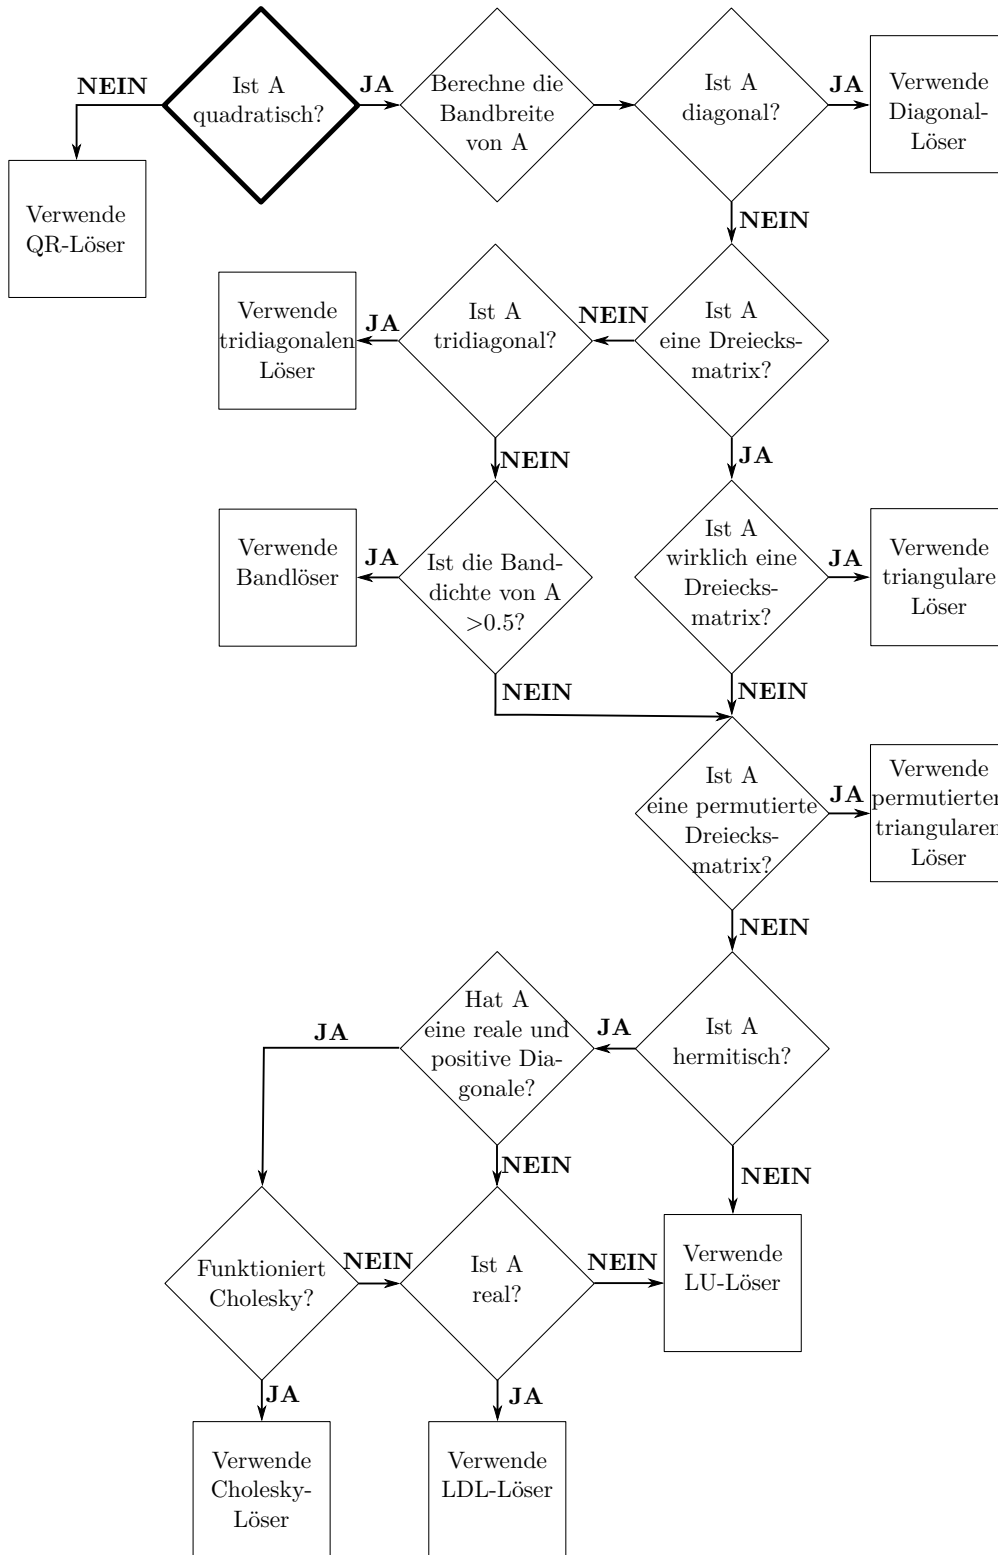 Ist A
quadratisch?
NEIN
JA
Berechne die
Bandbreite
von A
Ist A
diagonal?
JA
Verwende
Diagonal-
Löser
Verwende
QR-Löser
NEIN
Ist A
eine Dreiecks-
matrix?
NEIN
Ist A
tridiagonal?
JA
Verwende
tridiagonalen
Löser
NEIN
JA
Ist die Band-
dichte von A
>0.5?
JA
Verwende
Bandlöser
Ist A
wirklich eine
Dreiecks-
matrix?
JA
Verwende
triangulare
Löser
NEIN
NEIN
Ist A
eine permutierte
Dreiecks-
matrix?
JA
Verwende
permutierten
triangularen
Löser
NEIN
Ist A
hermitisch?
JA
Hat A
eine reale und
positive Dia-
gonale?
JA
NEIN
NEIN
Funktioniert
Cholesky?
NEIN
Ist A
real?
NEIN
Verwende
LU-Löser
JA
JA
Verwende
Cholesky-
Löser
Verwende
LDL-Löser